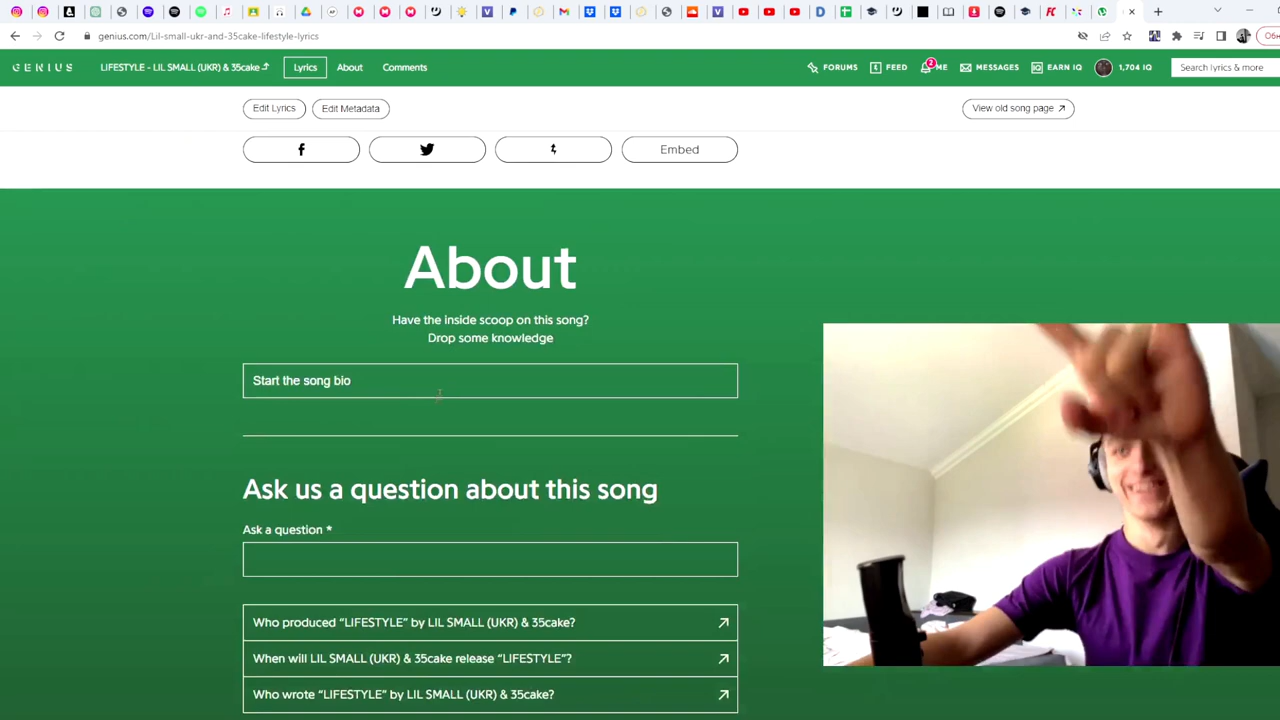 genius.com/Lil-small-ukr-and-35cake-lifestyle-lyrics
GENIUS
LIFESTYLE - LIL SMALL (UKR) & 35cake
Lyrics
About
Comments
FORUMS
FEED
2
ME
MESSAGES
EARN IQ
1,704 IQ
Search lyrics & more
Edit Lyrics
Edit Metadata
View old song page
Embed
About
Have the inside scoop on this song?
Drop some knowledge
Start the song bio
Ask us a question about this song
Ask a question *
Who produced “LIFESTYLE” by LIL SMALL (UKR) & 35cake?
When will LIL SMALL (UKR) & 35cake release “LIFESTYLE”?
Who wrote “LIFESTYLE” by LIL SMALL (UKR) & 35cake?